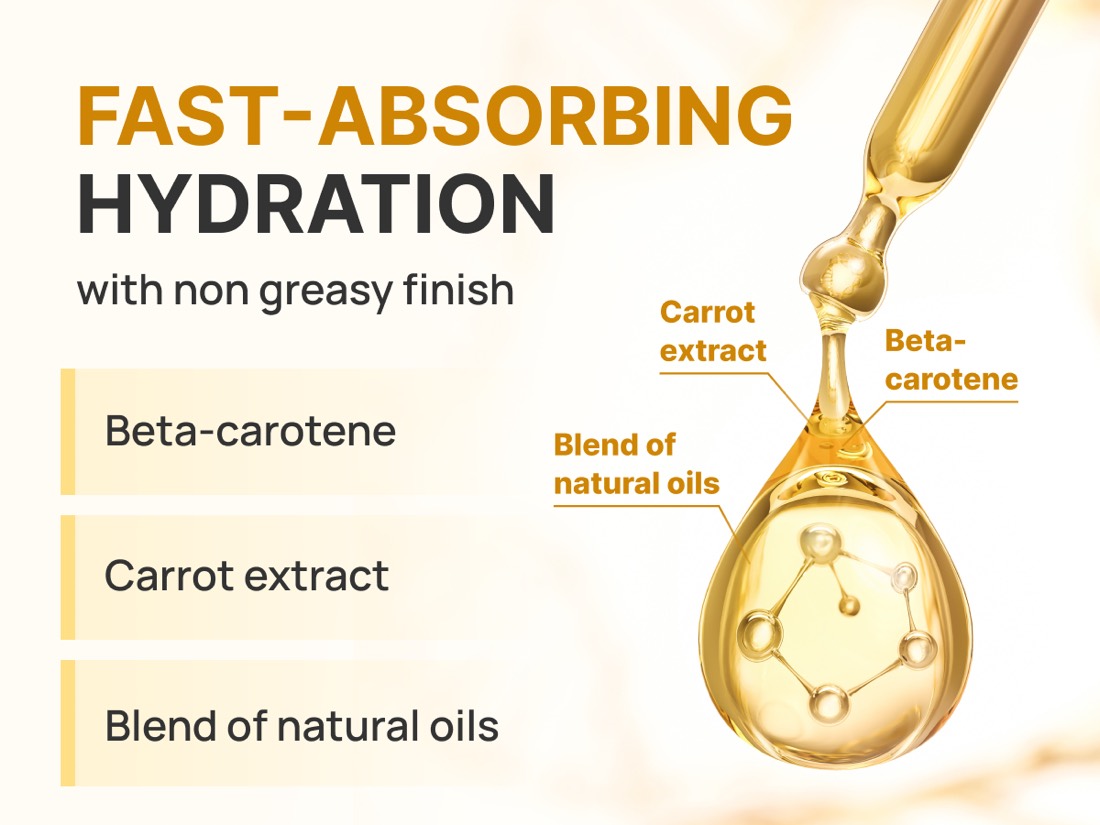 FAST-ABSORBING
HYDRATION
with non greasy finish
Beta-carotene
Carrot extract
Blend of natural oils
Carrot
extract
Beta-
carotene
Blend of
natural oils